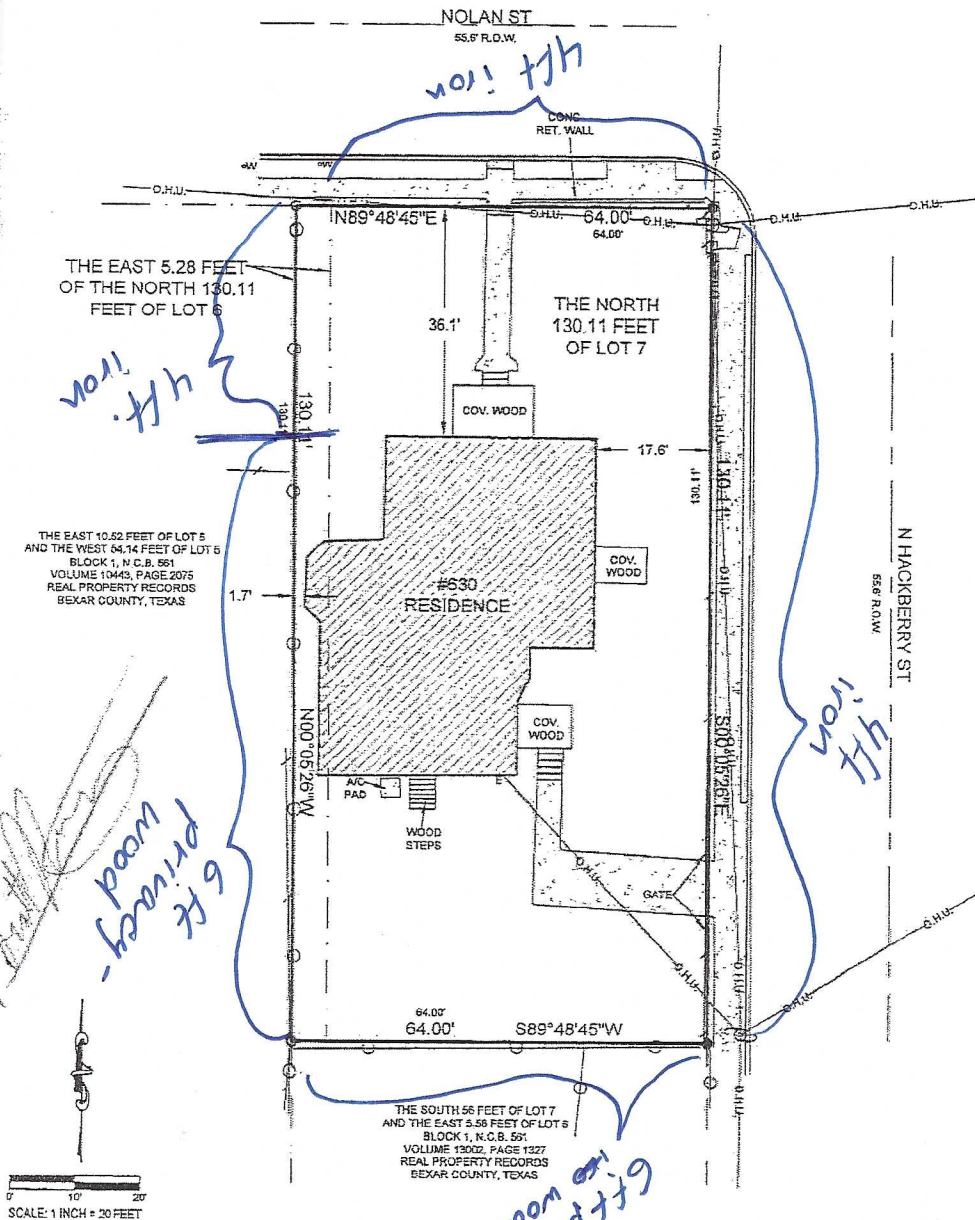 NOLAN ST
55.6' R.O.W.
4ft iron
CONC
RET. WALL
O.H.U.
O.H.U.
O.H.U.
O.H.U.
O.H.U.
O.H.U.
N89°48'45"E
64.00'
64.00'
THE EAST 5.28 FEET
OF THE NORTH 130.11
FEET OF LOT 6
36.1'
THE NORTH
130.11 FEET
OF LOT 7
4ft.
iron
130.11'
130.11'
COV. WOOD
17.6'
O.H.U.
130.11'
130.11'
THE EAST 10.52 FEET OF LOT 5
AND THE WEST 54.14 FEET OF LOT 6
BLOCK 1, N.C.B. 561
VOLUME 10443, PAGE 2075
REAL PROPERTY RECORDS
BEXAR COUNTY, TEXAS
1.7'
#630
RESIDENCE
COV.
WOOD
O.H.U.
N HACKBERRY ST
55.6' R.O.W.
4ft
iron
N00°05'26"W
COV.
WOOD
S00°05'26"E
A/C
PAD
E
WOOD
STEPS
6 ft
privacy-
wood
O.H.U.
GATE
O.H.U.
O.H.U.
O.H.U.
O.H.U.
64.00'
64.00'
S89°48'45"W
O.H.U.
THE SOUTH 56 FEET OF LOT 7
AND THE EAST 5.58 FEET OF LOT 6
BLOCK 1, N.C.B. 561
VOLUME 13002, PAGE 1327
REAL PROPERTY RECORDS
BEXAR COUNTY, TEXAS
6ft
0' 10' 20'
SCALE: 1 INCH = 20 FEET